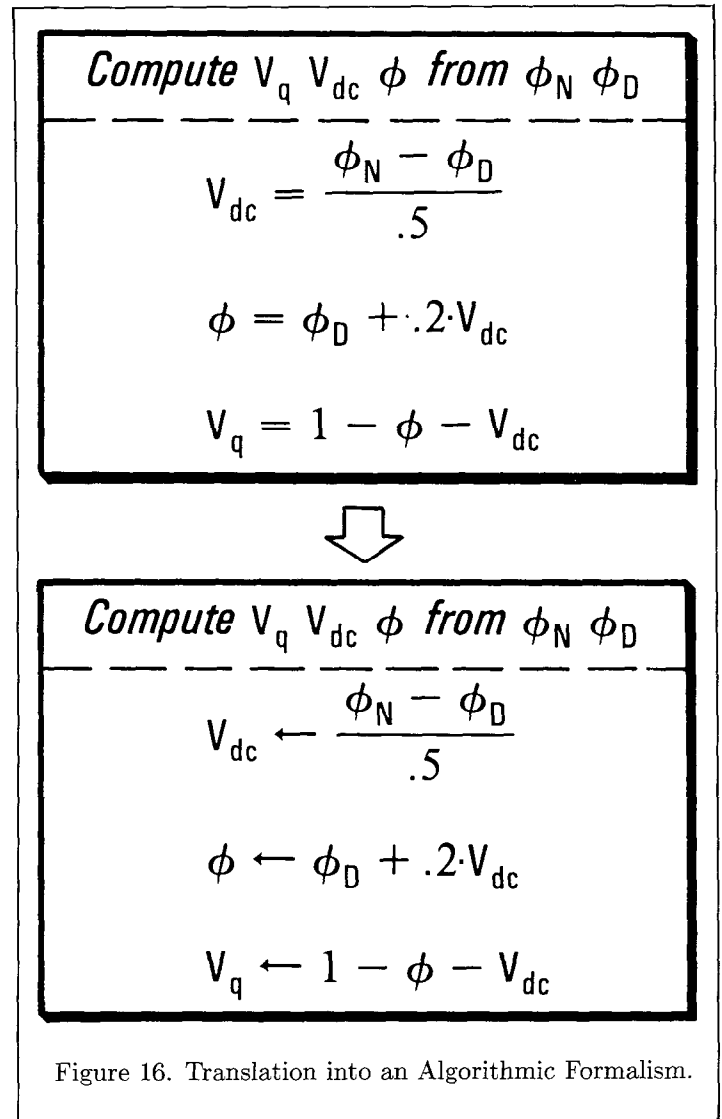 Compute V_q V_dc ϕ from ϕ_N ϕ_D
V_dc = (ϕ_N − ϕ_D) / .5
ϕ = ϕ_D + .2·V_dc
V_q = 1 − ϕ − V_dc
Compute V_q V_dc ϕ from ϕ_N ϕ_D
V_dc ← (ϕ_N − ϕ_D) / .5
ϕ ← ϕ_D + .2·V_dc
V_q ← 1 − ϕ − V_dc
Figure 16. Translation into an Algorithmic Formalism.